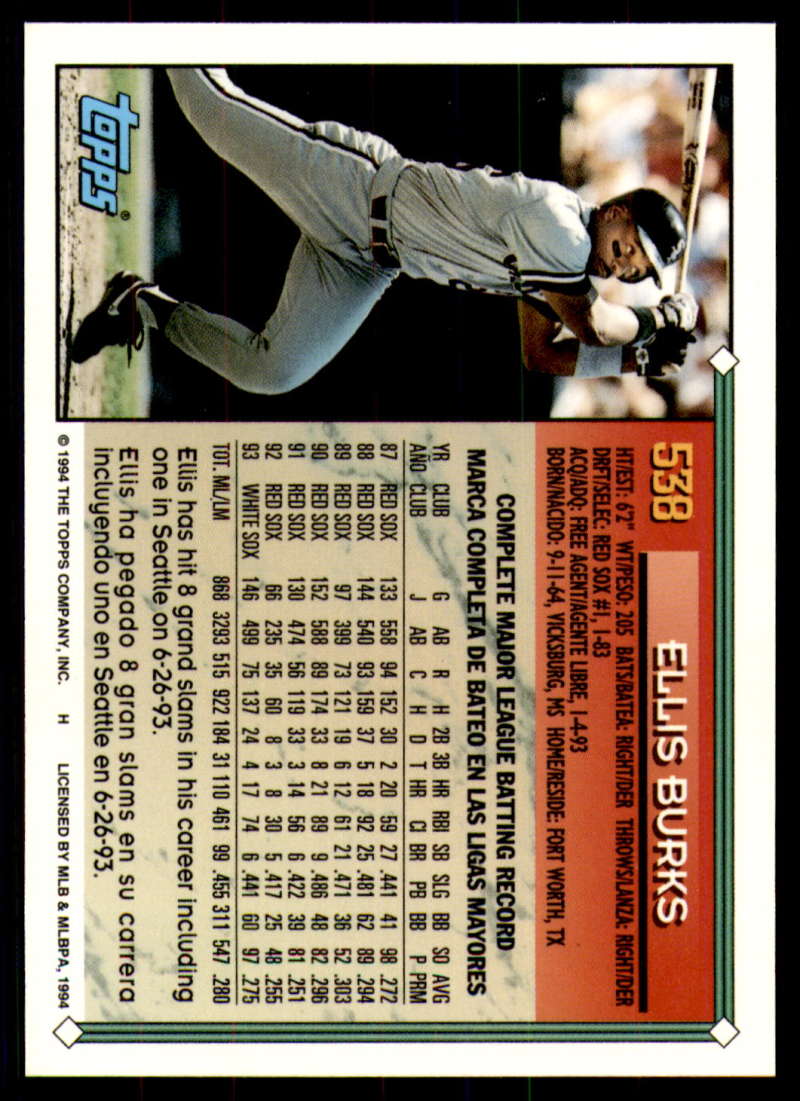 538
ELLIS BURKS
HT/EST: 6'2" WT/PESO: 205 BATS/BATEA: RIGHT/DER THROWS/LANZA: RIGHT/DER
DRFT/SELEC: RED SOX #1, 1-83
ACQ/ADQ: FREE AGENT/AGENTE LIBRE, 1-4-93
BORN/NACIDO: 9-11-64, VICKSBURG, MS HOME/RESIDE: FORT WORTH, TX
COMPLETE MAJOR LEAGUE BATTING RECORD
MARCA COMPLETA DE BATEO EN LAS LIGAS MAYORES
YR CLUB G AB R H 2B 3B HR RBI SB SLG BB SO AVG
AÑO CLUB J AB C H D T HR CI BR PB BB P PRM
87 RED SOX 133 558 94 152 30 2 20 59 27 .441 41 98 .272
88 RED SOX 144 540 93 159 37 5 18 92 25 .481 62 89 .294
89 RED SOX 97 399 73 121 19 6 12 61 21 .471 36 52 .303
90 RED SOX 152 588 89 174 33 8 21 89 9 .486 48 82 .296
91 RED SOX 130 474 56 119 33 3 14 56 6 .422 39 81 .251
92 RED SOX 66 235 35 60 8 3 8 30 5 .417 25 48 .255
93 WHITE SOX 146 499 75 137 24 4 17 74 6 .441 60 97 .275
TOT. ML/LM 868 3293 515 922 184 31 110 461 99 .455 311 547 .280
Ellis has hit 8 grand slams in his career including
one in Seattle on 6-26-93.
Ellis ha pegado 8 gran slams en su carrera
incluyendo uno en Seattle en 6-26-93.
© 1994 THE TOPPS COMPANY, INC. H LICENSED BY MLB & MLBPA, 1994
TOPPS®